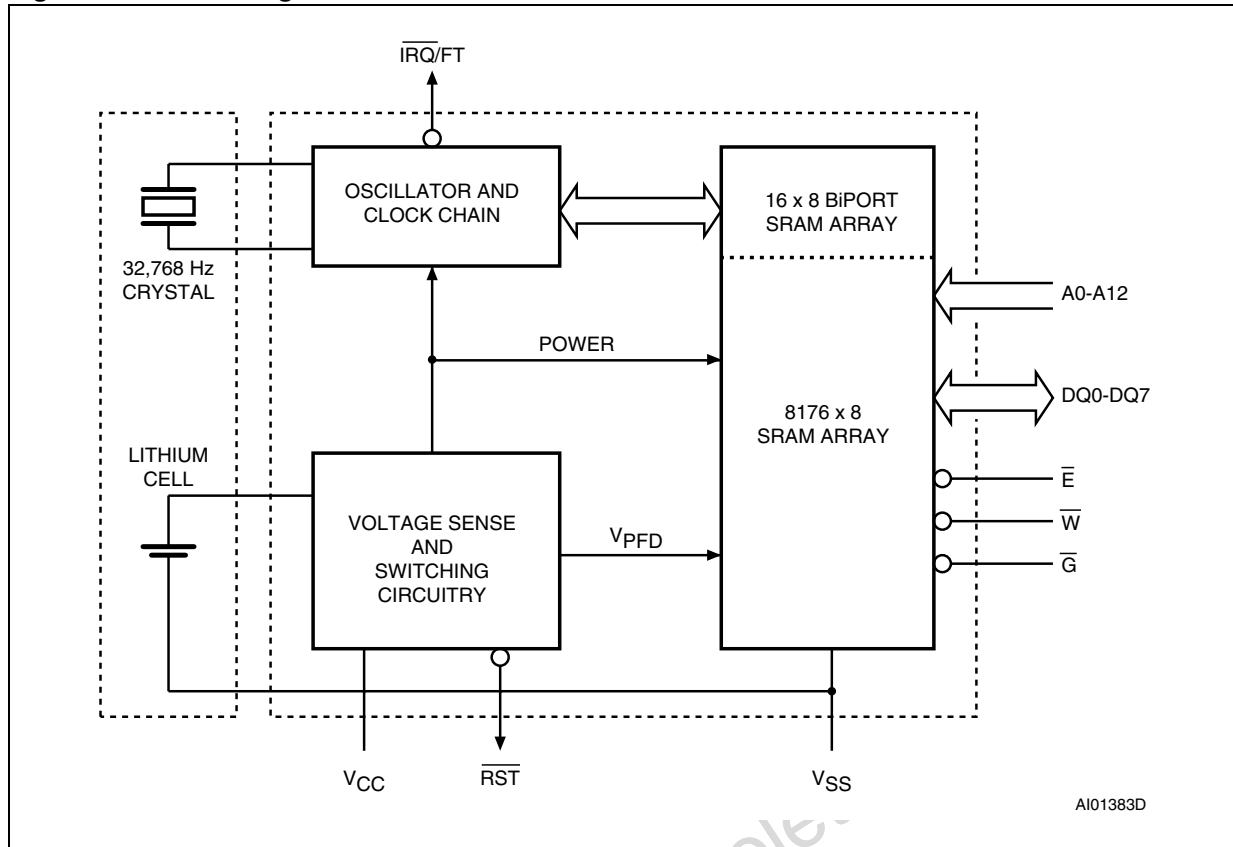 IRQ/FT
OSCILLATOR AND
CLOCK CHAIN
16 x 8 BiPORT
SRAM ARRAY
32,768 Hz
CRYSTAL
A0-A12
POWER
DQ0-DQ7
8176 x 8
SRAM ARRAY
LITHIUM
CELL
E
VOLTAGE SENSE
AND
SWITCHING
CIRCUITRY
VPFD
W
G
VCC
RST
VSS
AI01383D